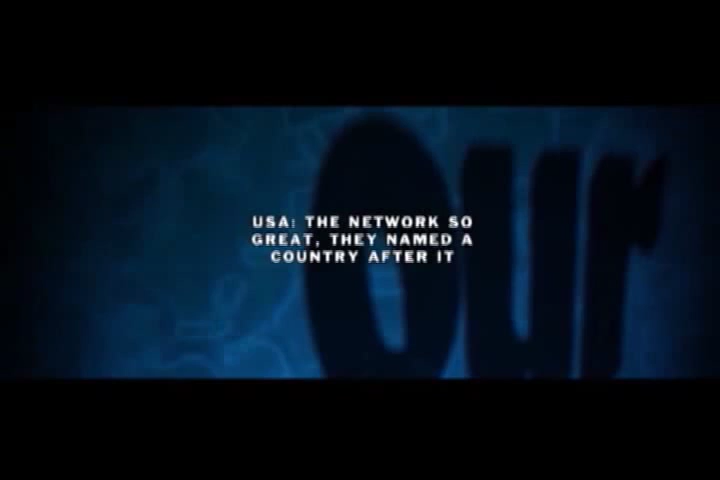 our
USA: THE NETWORK SO
GREAT, THEY NAMED A
COUNTRY AFTER IT